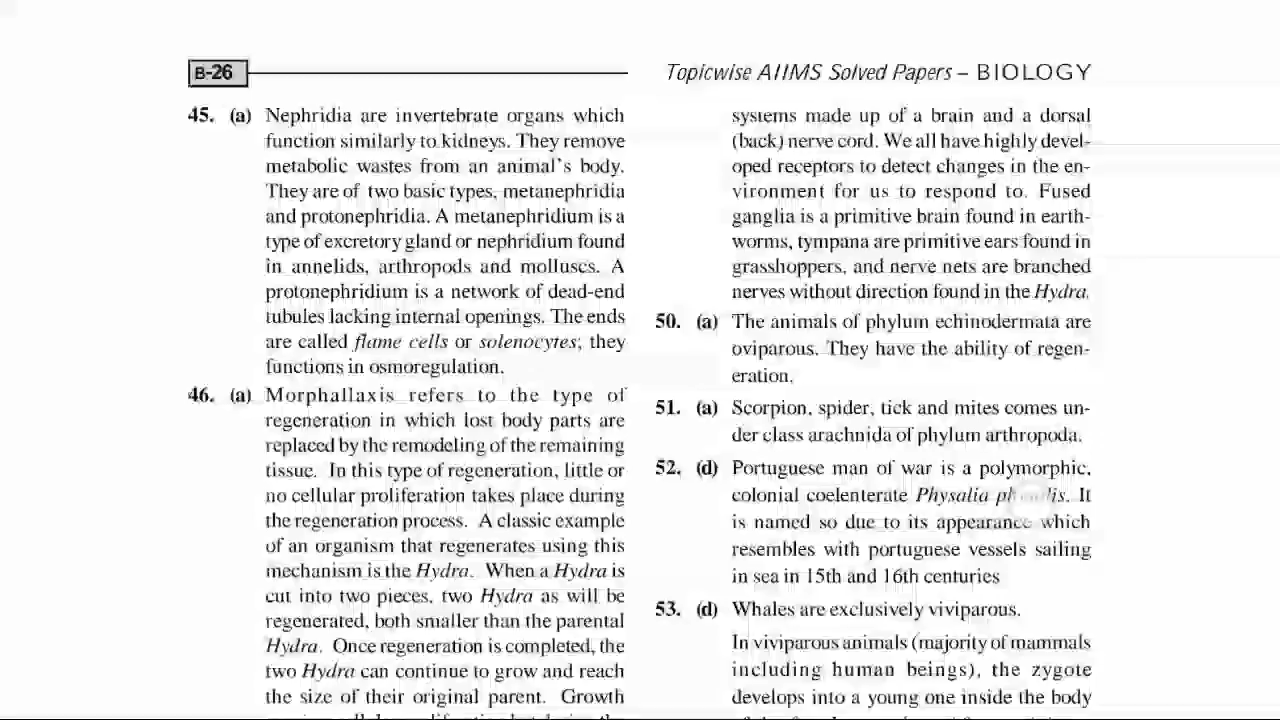 B-26
Topicwise AIIMS Solved Papers – BIOLOGY
45. (a) Nephridia are invertebrate organs which
function similarly to kidneys. They remove
metabolic wastes from an animal's body.
They are of two basic types, metanephridia
and protonephridia. A metanephridium is a
type of excretory gland or nephridium found
in annelids, arthropods and molluscs. A
protonephridium is a network of dead-end
tubules lacking internal openings. The ends
are called flame cells or solenocytes; they
functions in osmoregulation.
46. (a) Morphallaxis refers to the type of
regeneration in which lost body parts are
replaced by the remodeling of the remaining
tissue. In this type of regeneration, little or
no cellular proliferation takes place during
the regeneration process. A classic example
of an organism that regenerates using this
mechanism is the Hydra. When a Hydra is
cut into two pieces, two Hydra as will be
regenerated, both smaller than the parental
Hydra. Once regeneration is completed, the
two Hydra can continue to grow and reach
the size of their original parent. Growth
systems made up of a brain and a dorsal
(back) nerve cord. We all have highly devel-
oped receptors to detect changes in the en-
vironment for us to respond to. Fused
ganglia is a primitive brain found in earth-
worms, tympana are primitive ears found in
grasshoppers, and nerve nets are branched
nerves without direction found in the Hydra.
50. (a) The animals of phylum echinodermata are
oviparous. They have the ability of regen-
eration.
51. (a) Scorpion, spider, tick and mites comes un-
der class arachnida of phylum arthropoda.
52. (d) Portuguese man of war is a polymorphic,
colonial coelenterate Physalia. It
is named so due to its appearance which
resembles with portuguese vessels sailing
in sea in 15th and 16th centuries
53. (d) Whales are exclusively viviparous.
In viviparous animals (majority of mammals
including human beings), the zygote
develops into a young one inside the body